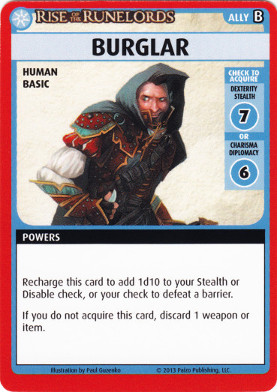 RISE OF THE RUNELORDS
ALLY B
BURGLAR
HUMAN
BASIC
CHECK TO
ACQUIRE
DEXTERITY
STEALTH
7
OR
CHARISMA
DIPLOMACY
6
POWERS
Recharge this card to add 1d10 to your Stealth or
Disable check, or your check to defeat a barrier.
If you do not acquire this card, discard 1 weapon or
item.
Illustration by Paul Guzenko
© 2013 Paizo Publishing, LLC.